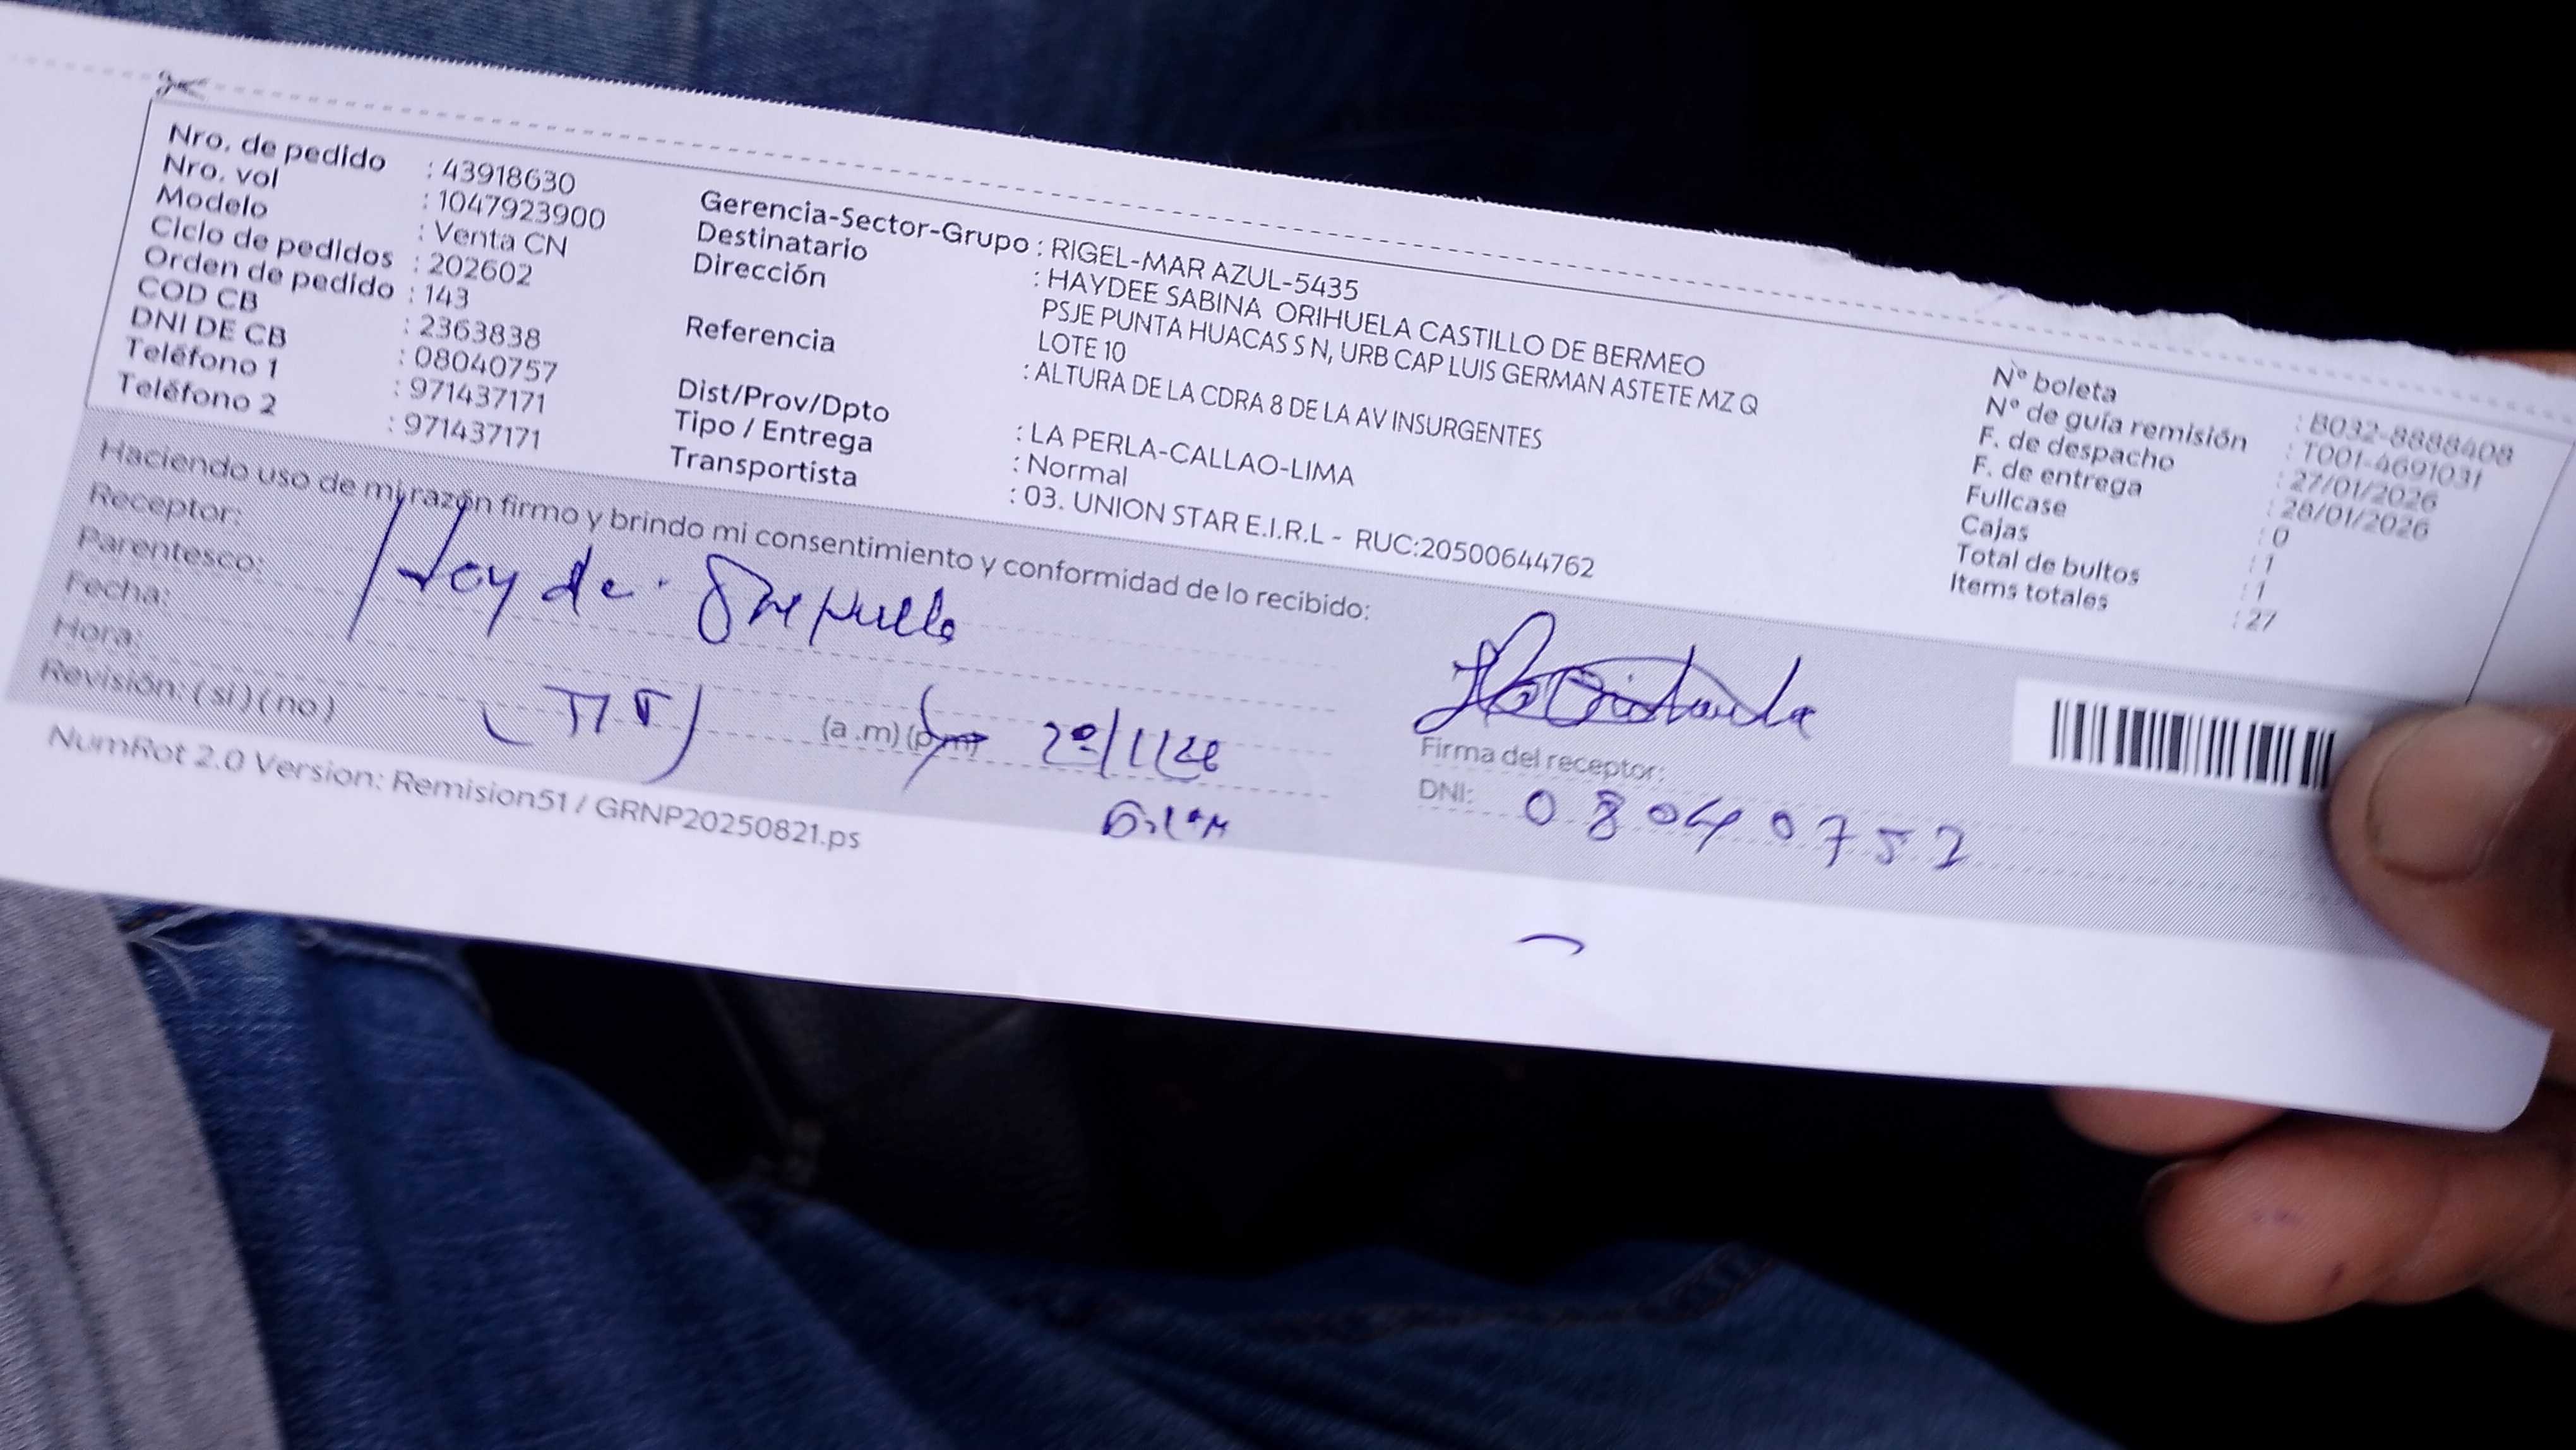 Nro. de pedido : 43918630
Nro. vol : 1047923900
Modelo : Venta CN
Ciclo de pedidos : 202602
Orden de pedido : 143
COD CB : 2363838
DNI DE CB : 08040757
Teléfono 1 : 971437171
Teléfono 2 : 971437171
Gerencia-Sector-Grupo : RIGEL-MAR AZUL-5435
Destinatario : HAYDEE SABINA ORIHUELA CASTILLO DE BERMEO
Dirección PSJE PUNTA HUACAS S N, URB CAP LUIS GERMAN ASTETE MZ Q
LOTE 10
Referencia : ALTURA DE LA CDRA 8 DE LA AV INSURGENTES
Dist/Prov/Dpto : LA PERLA-CALLAO-LIMA
Tipo / Entrega : Normal
Transportista : 03. UNION STAR E.I.R.L - RUC:20500644762
N° boleta : B032-8888408
N° de guía remisión : T001-4691031
F. de despacho : 27/01/2026
F. de entrega : 28/01/2026
Fullcase : 0
Cajas : 1
Total de bultos : 1
Items totales : 27
Haciendo uso de mi razón firmo y brindo mi consentimiento y conformidad de lo recibido:
Receptor:
Parentesco:
Fecha:
Hora: (a .m) (p.m)
Revisión: ( si ) ( no )
Firma del receptor:
DNI: 08040752
NumRot 2.0 Version: Remision51 / GRNP20250821.ps